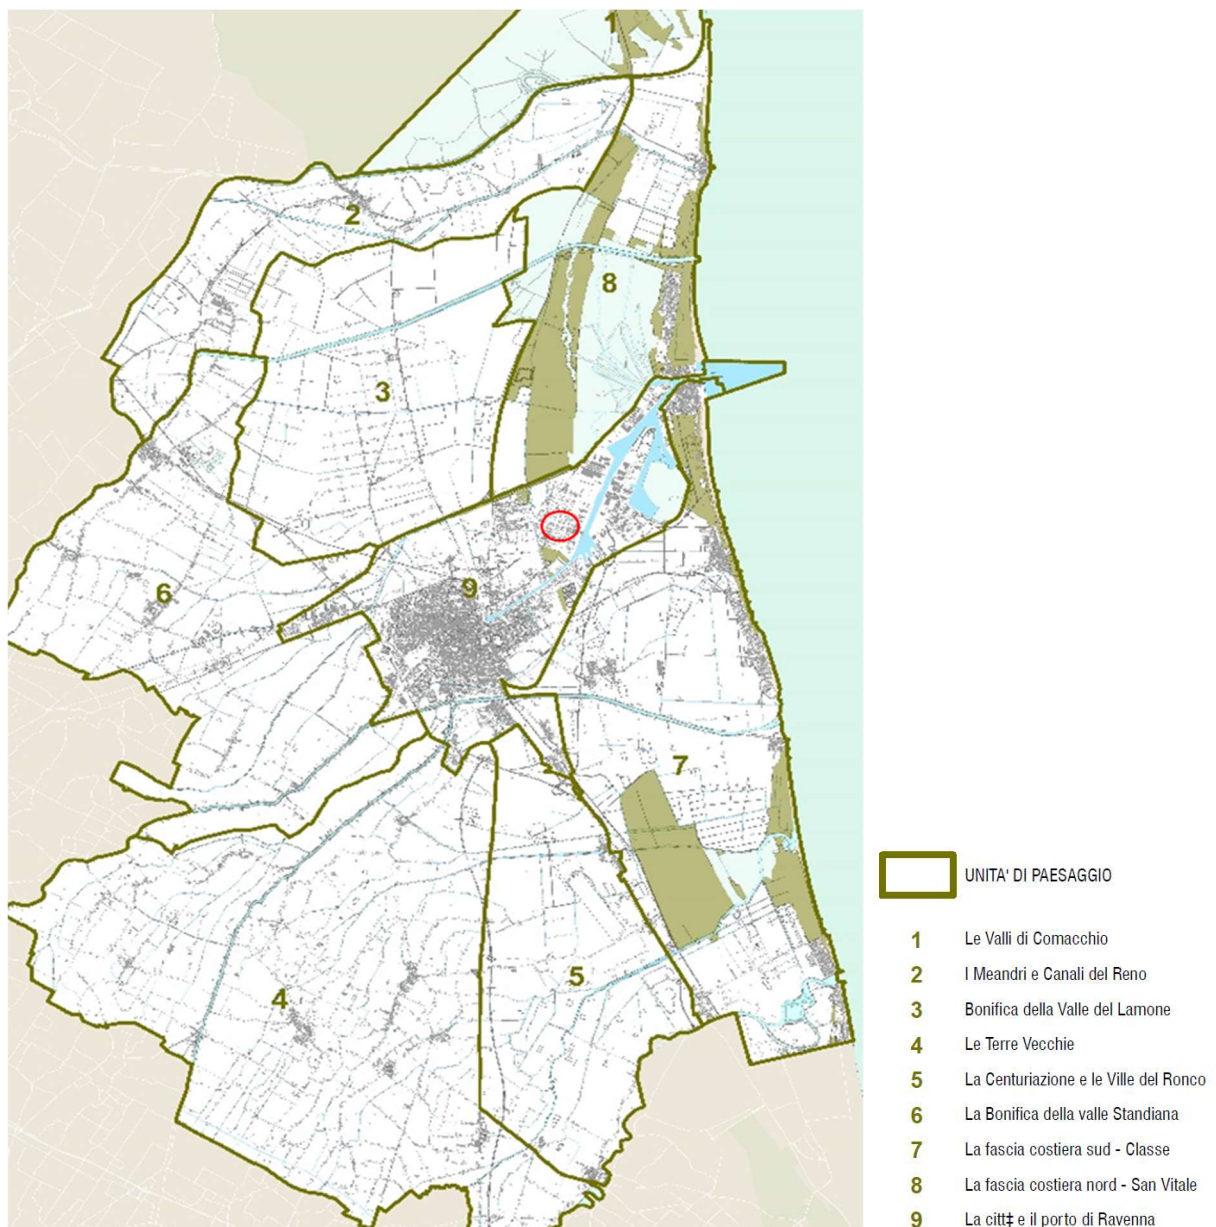 1
2
8
3
6
9
7
5
4
UNITA' DI PAESAGGIO
1 Le Valli di Comacchio
2 I Meandri e Canali del Reno
3 Bonifica della Valle del Lamone
4 Le Terre Vecchie
5 La Centuriazione e le Ville del Ronco
6 La Bonifica della valle Standiana
7 La fascia costiera sud - Classe
8 La fascia costiera nord - San Vitale
9 La citt‡ e il porto di Ravenna